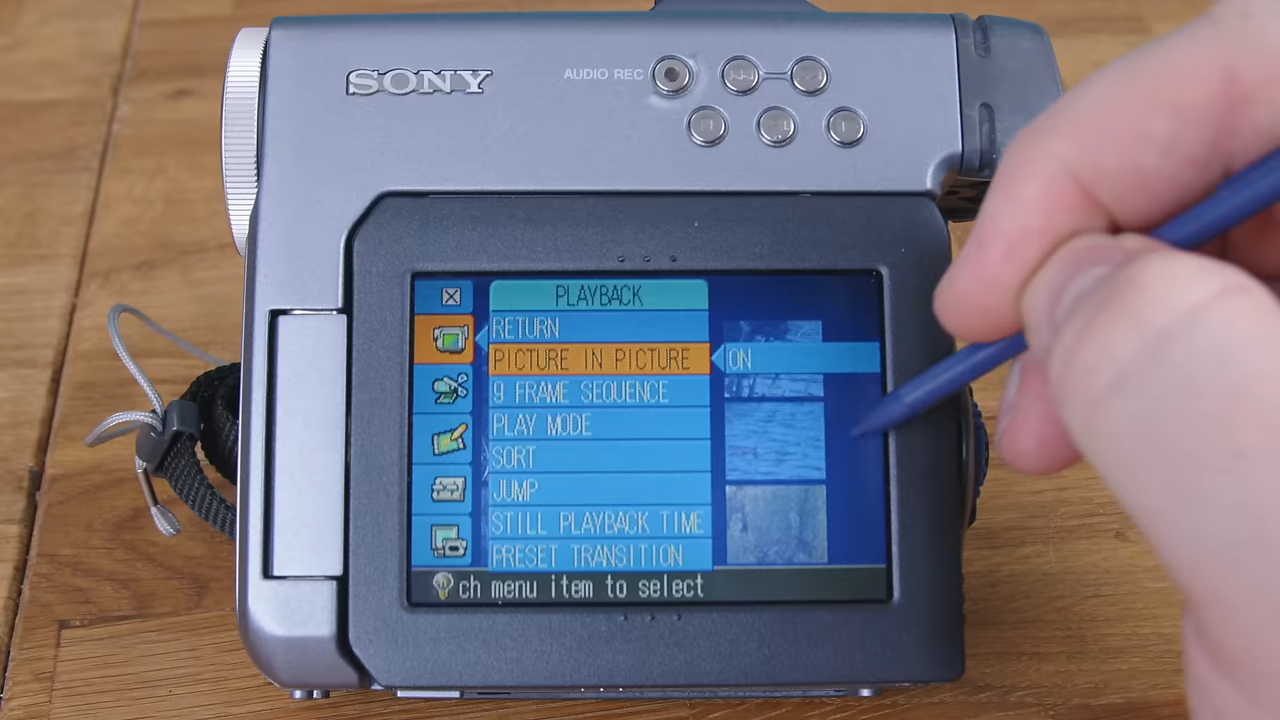 SONY
AUDIO REC
PLAYBACK
RETURN
PICTURE IN PICTURE
ON
9 FRAME SEQUENCE
PLAY MODE
SORT
JUMP
STILL PLAYBACK TIME
PRESET TRANSITION
ch menu item to select